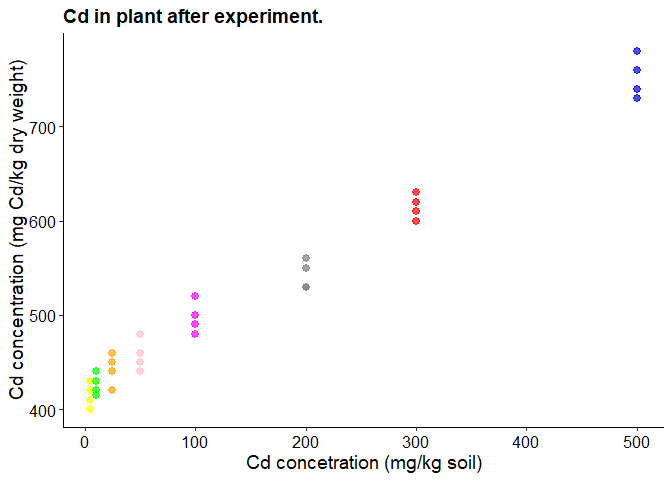 Cd in plant after experiment.
Cd concentration (mg Cd/kg dry weight)
700
600
500
400
0 100 200 300 400 500
Cd concetration (mg/kg soil)